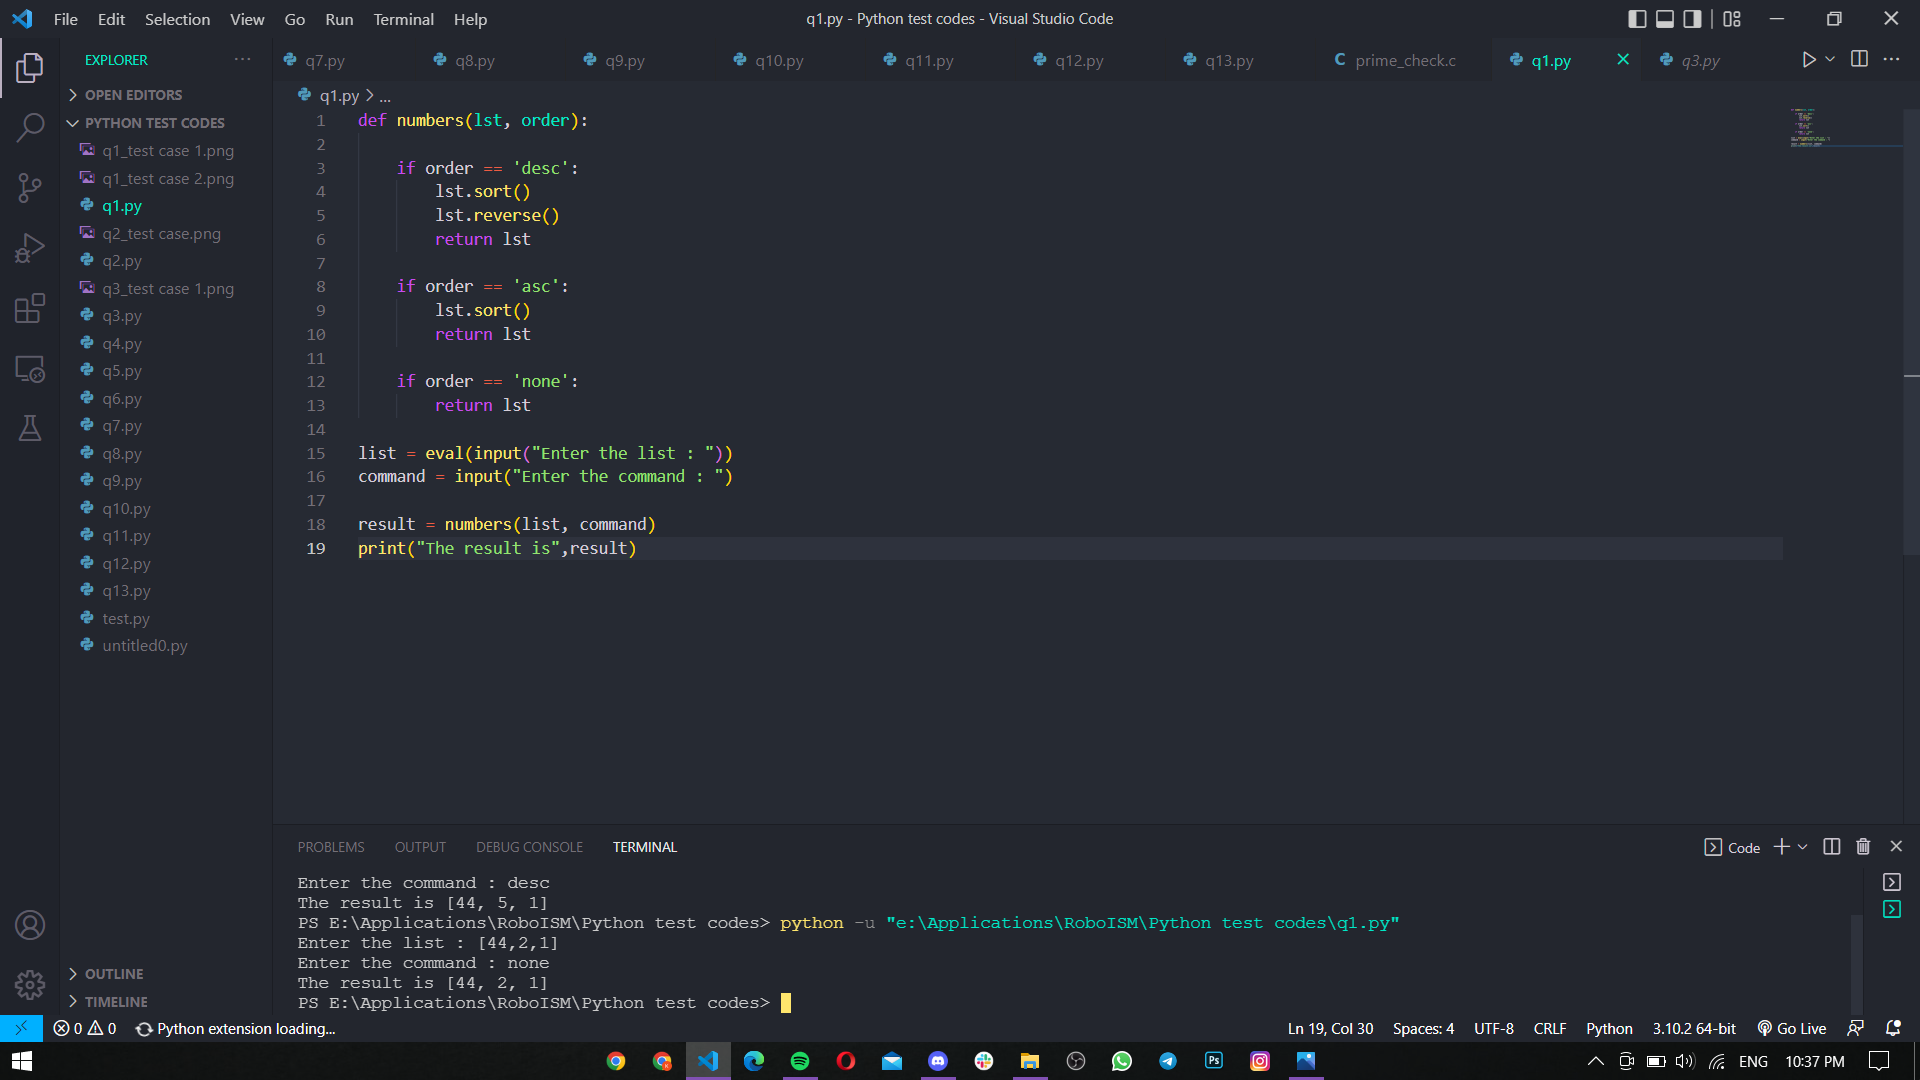 File Edit Selection View Go Run Terminal Help
q1.py - Python test codes - Visual Studio Code
EXPLORER
q7.py q8.py q9.py q10.py q11.py q12.py q13.py C prime_check.c q1.py q3.py
OPEN EDITORS
PYTHON TEST CODES
q1_test case 1.png
q1_test case 2.png
q1.py
q2_test case.png
q2.py
q3_test case 1.png
q3.py
q4.py
q5.py
q6.py
q7.py
q8.py
q9.py
q10.py
q11.py
q12.py
q13.py
test.py
untitled0.py
OUTLINE
TIMELINE
q1.py > ...
1 def numbers(lst, order):
2
3     if order == 'desc':
4         lst.sort()
5         lst.reverse()
6         return lst
7
8     if order == 'asc':
9         lst.sort()
10         return lst
11
12     if order == 'none':
13         return lst
14
15 list = eval(input("Enter the list : "))
16 command = input("Enter the command : ")
17
18 result = numbers(list, command)
19 print("The result is",result)
PROBLEMS OUTPUT DEBUG CONSOLE TERMINAL
Code
Enter the command : desc
The result is [44, 5, 1]
PS E:\Applications\RoboISM\Python test codes> python -u "e:\Applications\RoboISM\Python test codes\q1.py"
Enter the list : [44,2,1]
Enter the command : none
The result is [44, 2, 1]
PS E:\Applications\RoboISM\Python test codes>
0 0 Python extension loading...
Ln 19, Col 30 Spaces: 4 UTF-8 CRLF Python 3.10.2 64-bit Go Live
Ps
ENG 10:37 PM